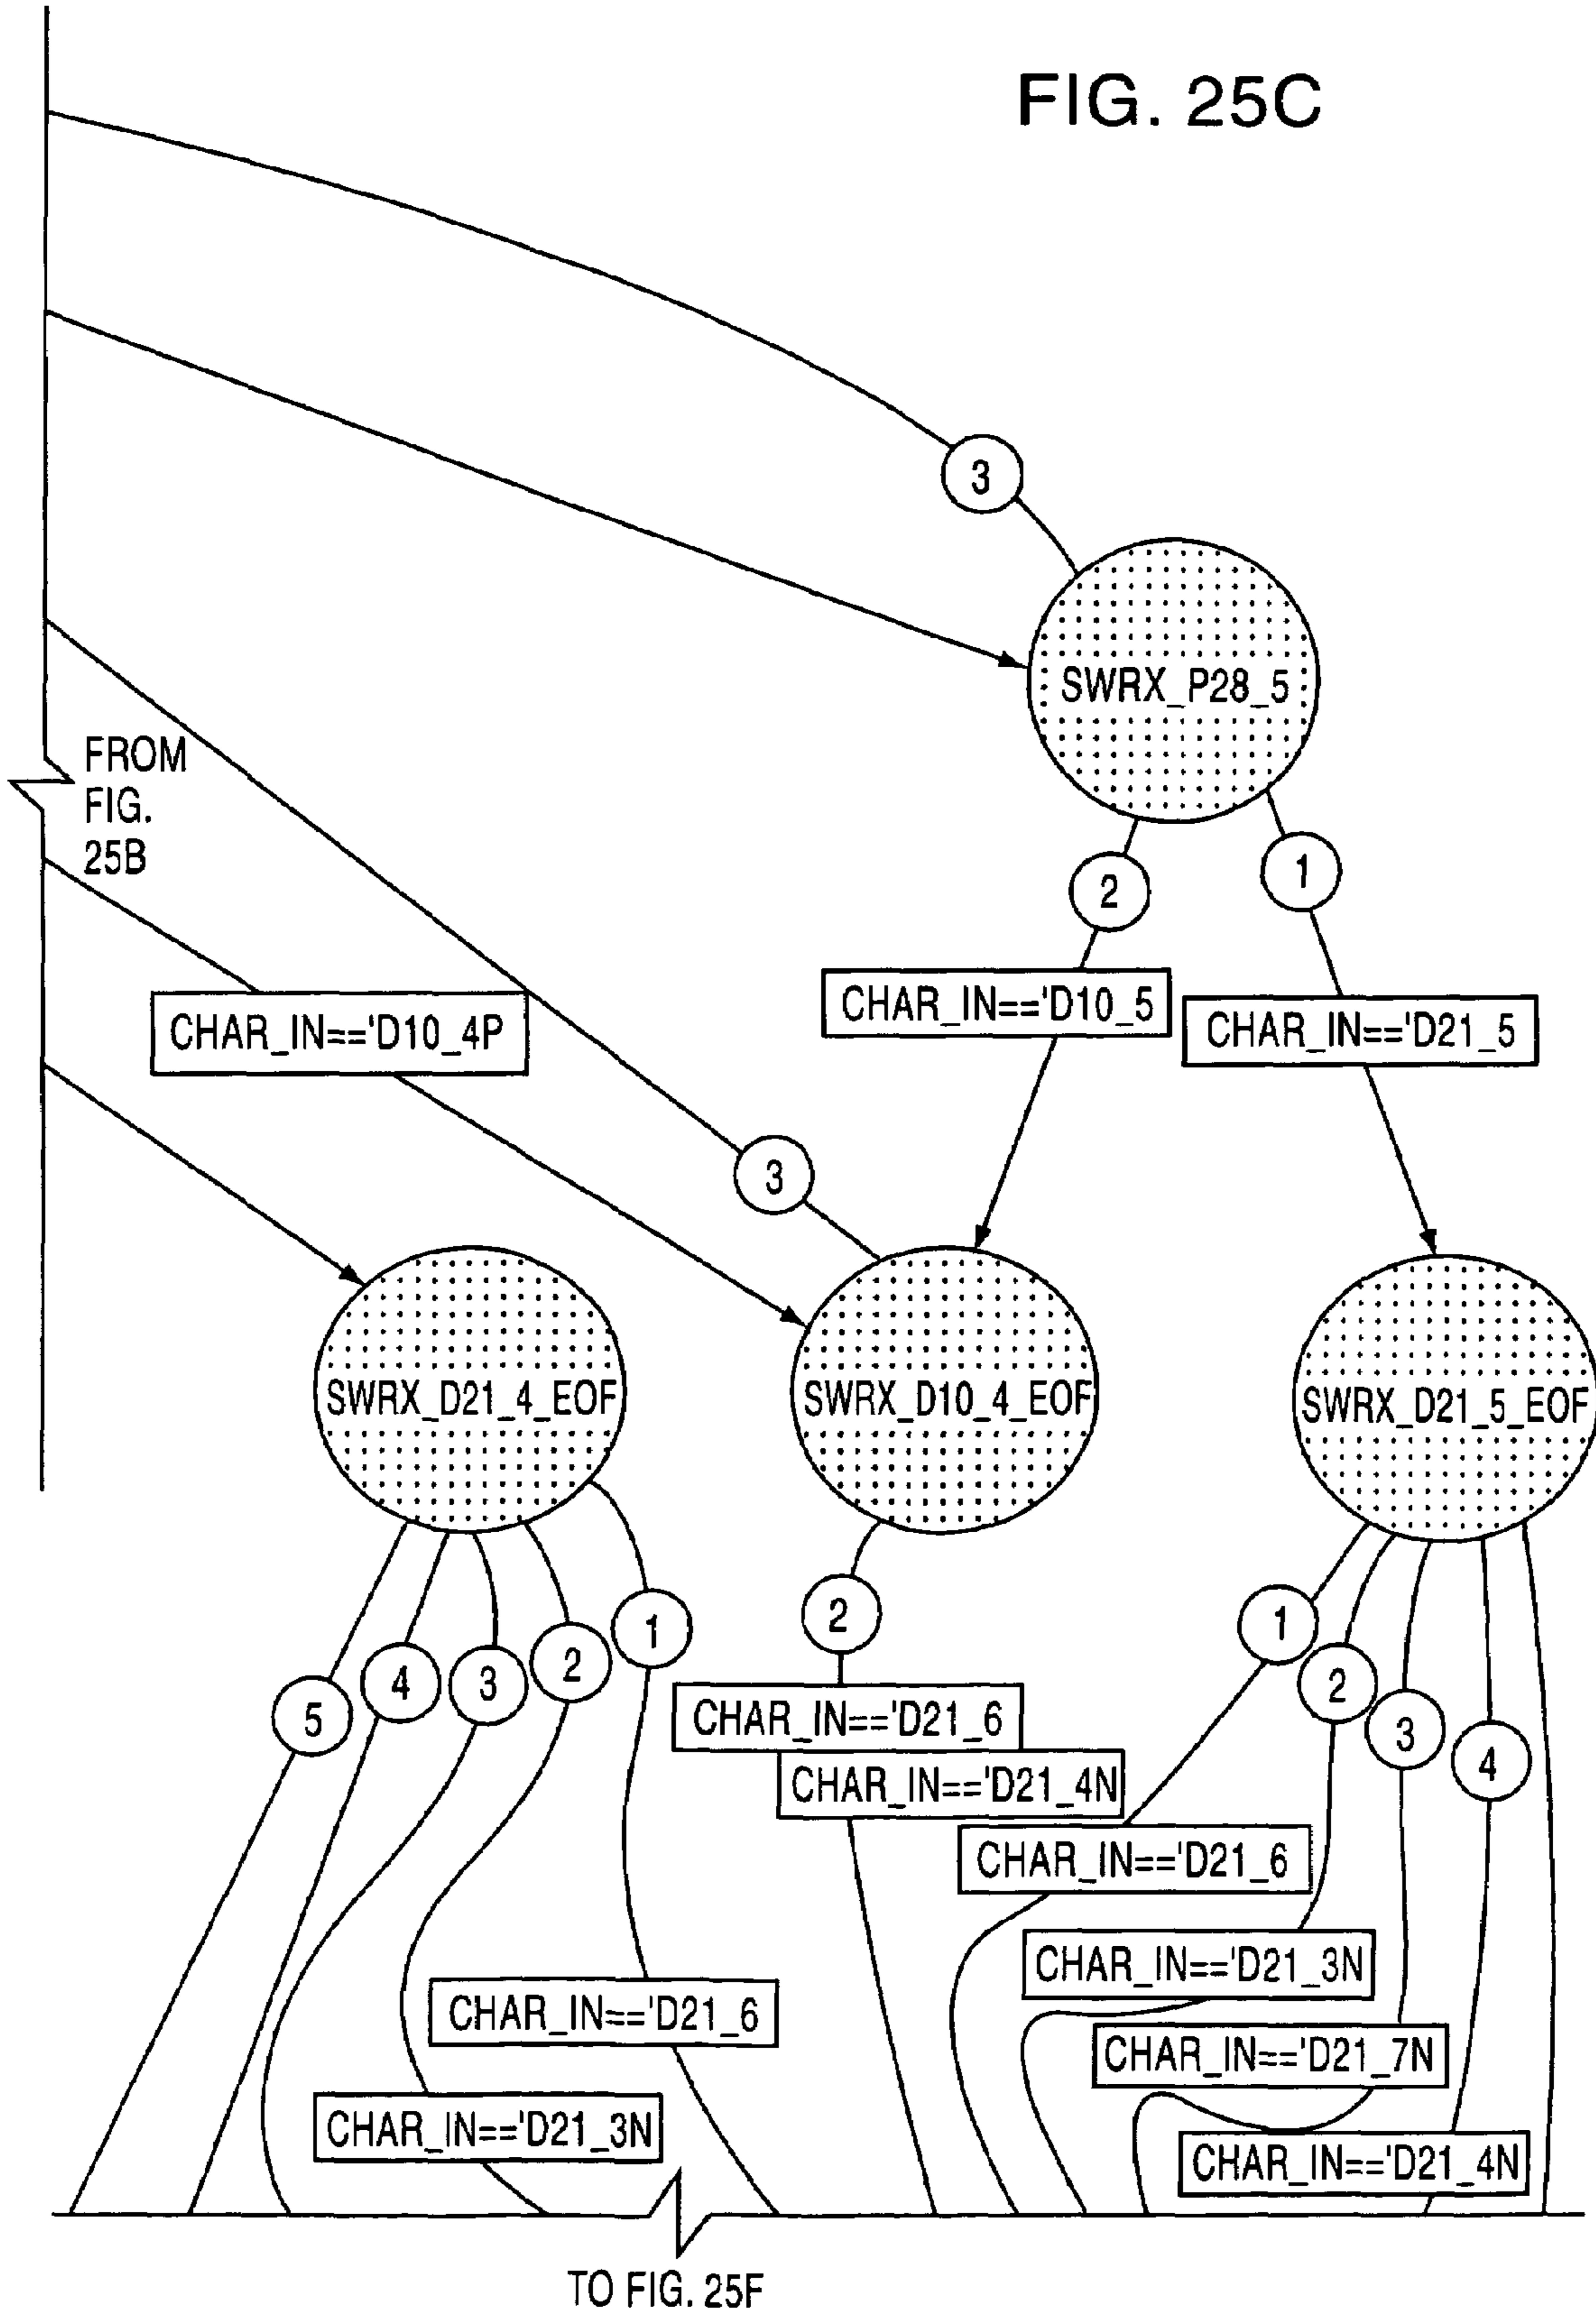 FIG. 25C
3
SWRX_P28_5
FROM
FIG.
25B
2
1
CHAR_IN=='D10_4P
CHAR_IN=='D10_5
CHAR_IN=='D21_5
3
SWRX_D21_4_EOF
SWRX_D10_4_EOF
SWRX_D21_5_EOF
5
4
3
2
1
2
1
2
3
4
CHAR_IN=='D21_6
CHAR_IN=='D21_4N
CHAR_IN=='D21_6
CHAR_IN=='D21_3N
CHAR_IN=='D21_6
CHAR_IN=='D21_7N
CHAR_IN=='D21_3N
CHAR_IN=='D21_4N
TO FIG. 25F